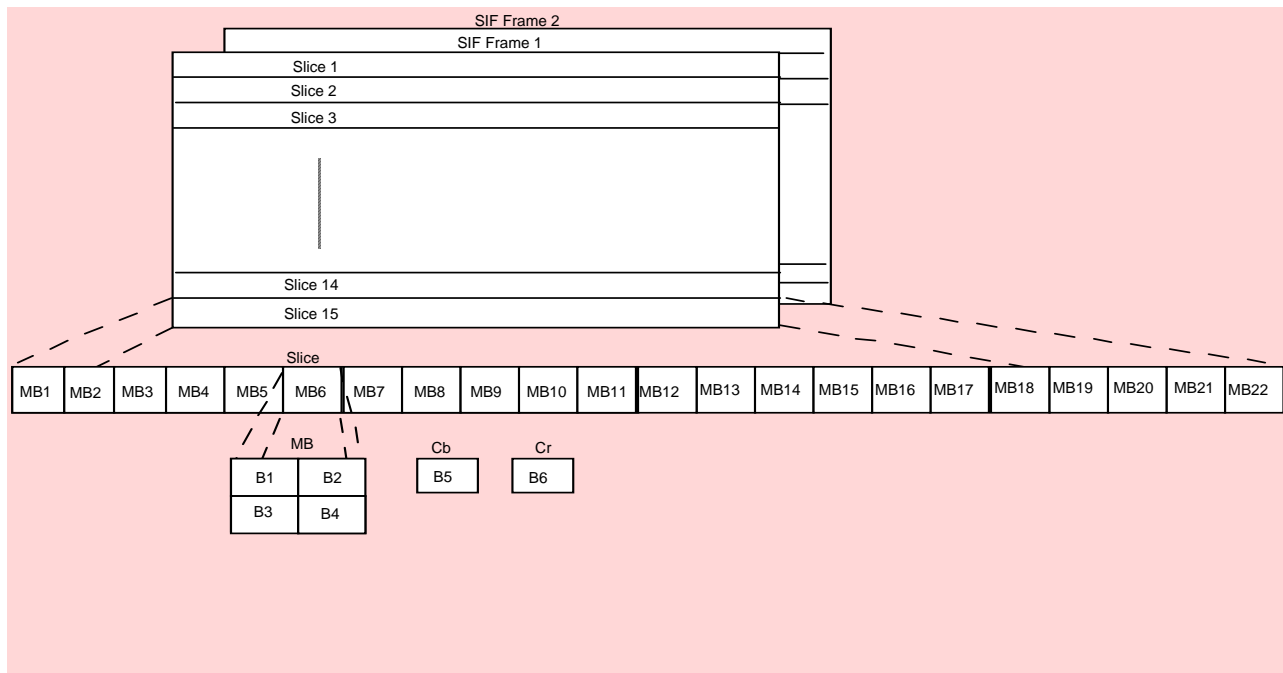 SIF Frame 2
SIF Frame 1
Slice 1
Slice 2
Slice 3
Slice 14
Slice 15
Slice
MB1 MB2 MB3 MB4 MB5 MB6 MB7 MB8 MB9 MB10 MB11 MB12 MB13 MB14 MB15 MB16 MB17 MB18 MB19 MB20 MB21 MB22
MB Cb Cr
B1 B2 B5 B6
B3 B4